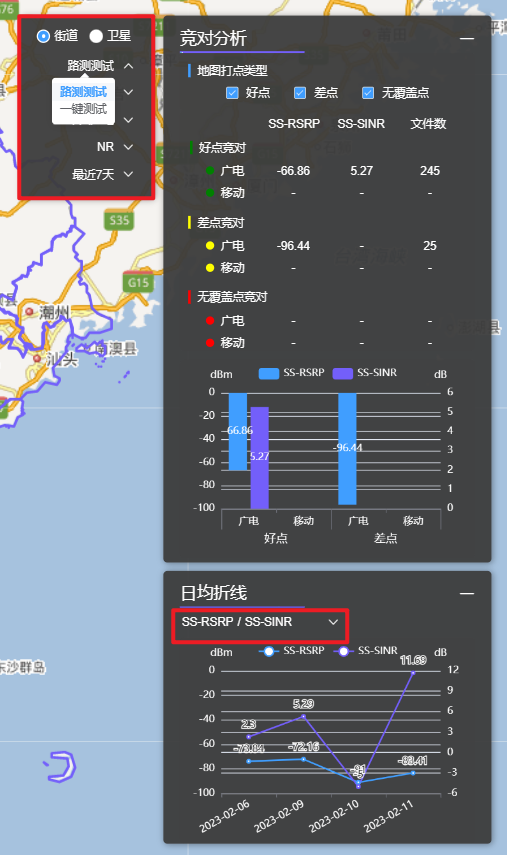 街道 卫星
路测测试
路测测试
一键测试
NR
最近7天
S35
G15
潮州
汕头
南澳县
东沙群岛
竞对分析
地图打点类型
好点 差点 无覆盖点
SS-RSRP SS-SINR 文件数
好点竞对
广电 -66.86 5.27 245
移动 - - -
差点竞对
广电 -96.44 - 25
移动 - - -
无覆盖点竞对
广电 - - -
移动 - - -
dBm SS-RSRP SS-SINR dB
0 6
-20 5
-40 4
-60 3
-80 2
-100 1
0
-66.86
5.27
-96.44
广电 移动 广电 移动
好点 差点
日均折线
SS-RSRP / SS-SINR
dBm SS-RSRP SS-SINR dB
0 12
-20 9
-40 6
-60 3
-80 0
-100 -3
-6
2.3
5.29
11.69
-73.84
-72.16
-91
-5
-83.41
2023-02-06
2023-02-09
2023-02-10
2023-02-11